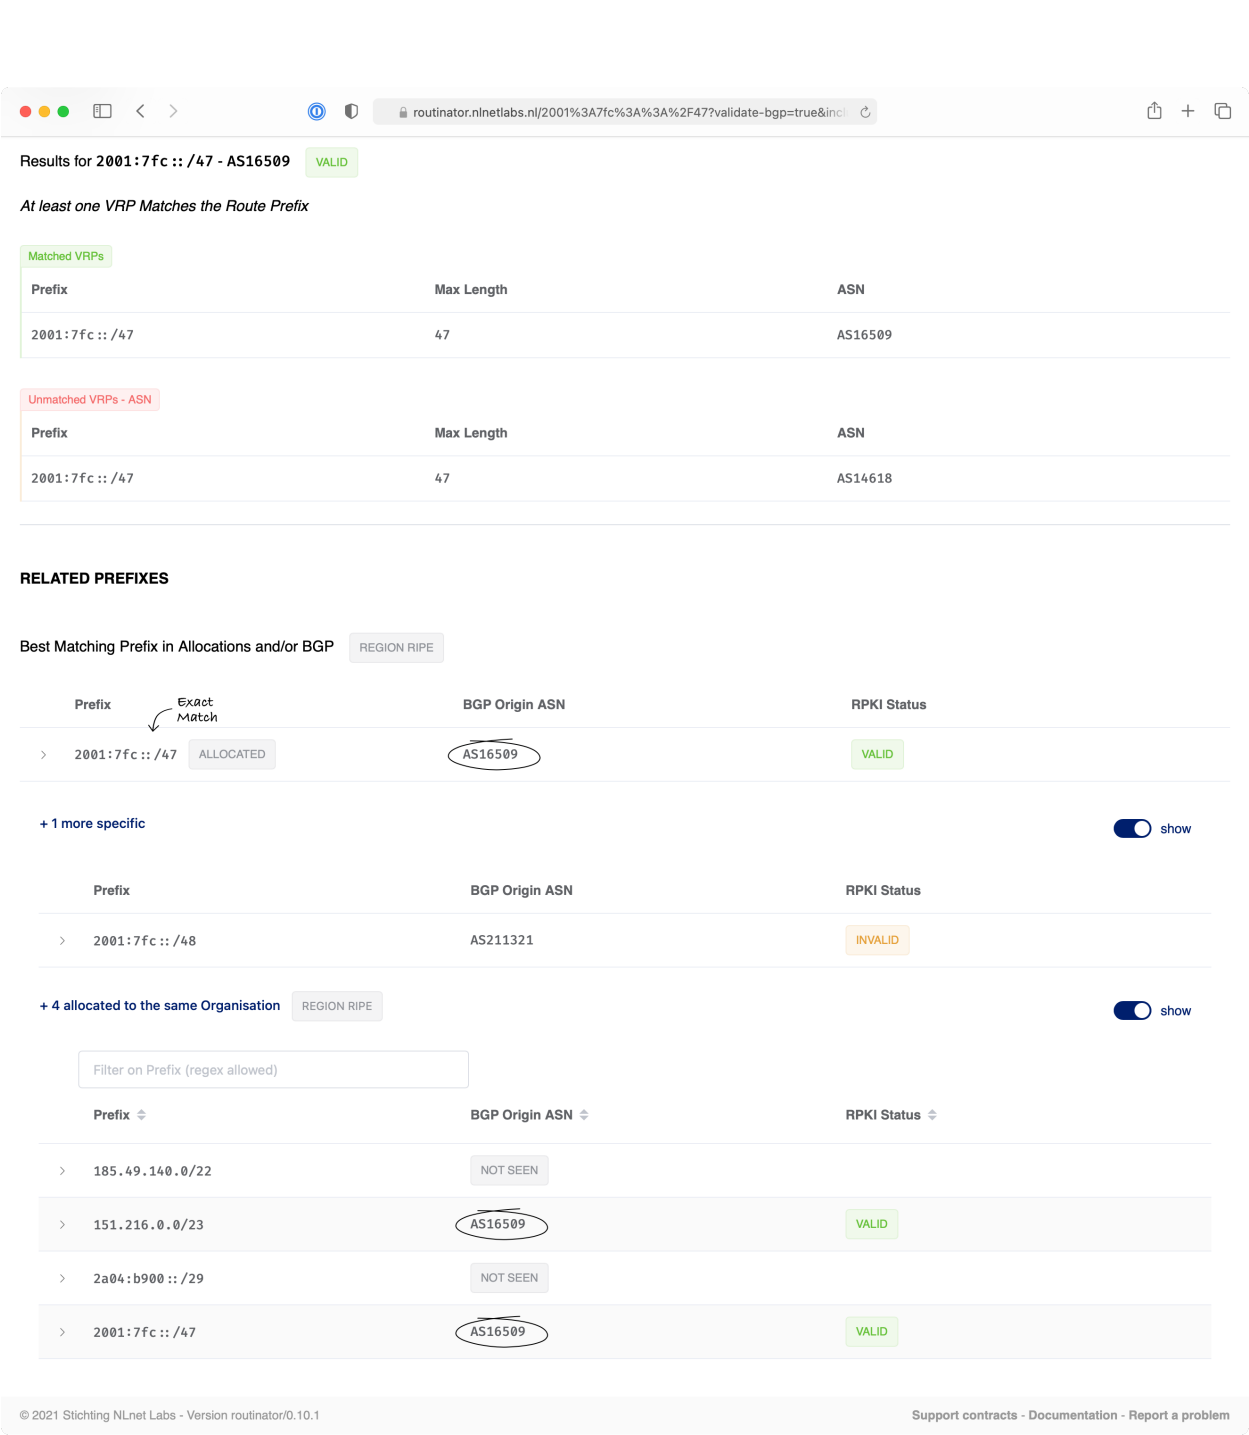 routinator.nlnetlabs.nl/2001%3A7fc%3A%3A%2F47?validate-bgp=true&incl
Results for 2001:7fc::/47 - AS16509 VALID
At least one VRP Matches the Route Prefix
Matched VRPs
Prefix Max Length ASN
2001:7fc::/47 47 AS16509
Unmatched VRPs - ASN
Prefix Max Length ASN
2001:7fc::/47 47 AS14618
RELATED PREFIXES
Best Matching Prefix in Allocations and/or BGP REGION RIPE
Exact
Match
Prefix BGP Origin ASN RPKI Status
2001:7fc::/47 ALLOCATED AS16509 VALID
+ 1 more specific show
Prefix BGP Origin ASN RPKI Status
2001:7fc::/48 AS211321 INVALID
+ 4 allocated to the same Organisation REGION RIPE show
Filter on Prefix (regex allowed)
Prefix BGP Origin ASN RPKI Status
185.49.140.0/22 NOT SEEN
151.216.0.0/23 AS16509 VALID
2a04:b900::/29 NOT SEEN
2001:7fc::/47 AS16509 VALID
© 2021 Stichting NLnet Labs - Version routinator/0.10.1 Support contracts - Documentation - Report a problem